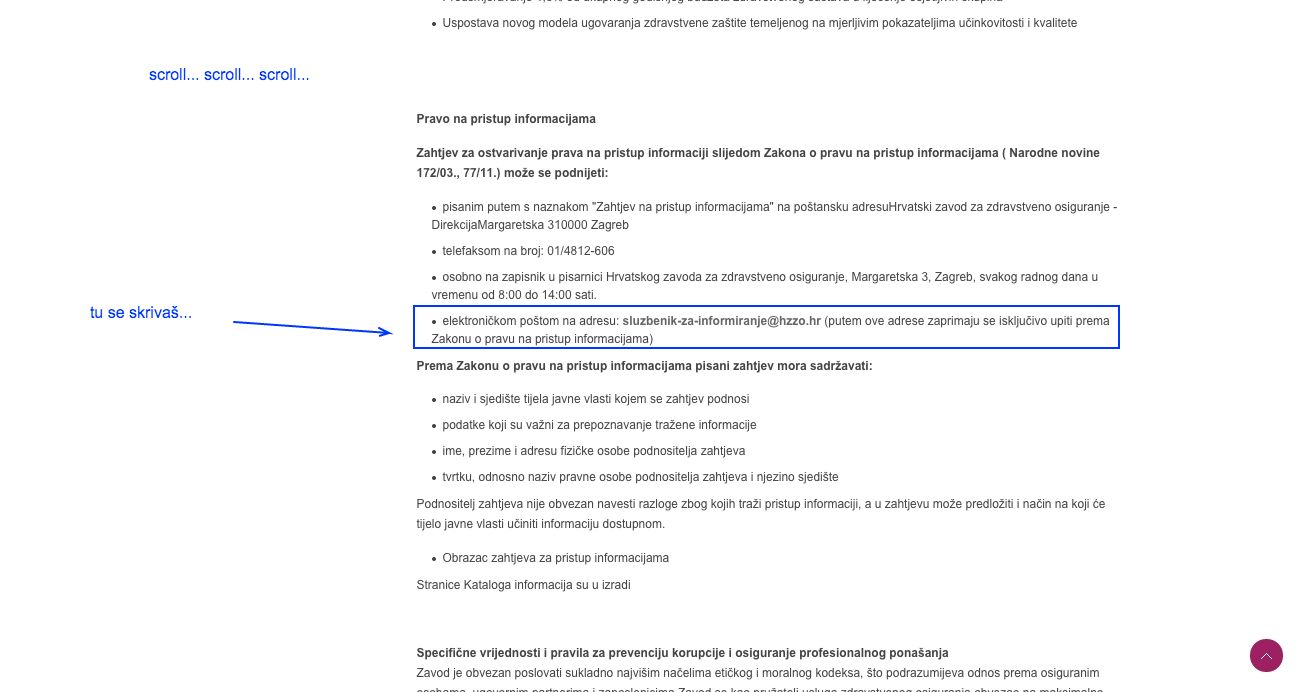 Uspostava novog modela ugovaranja zdravstvene zaštite temeljenog na mjerljivim pokazateljima učinkovitosti i kvalitete
scroll... scroll... scroll...
Pravo na pristup informacijama
Zahtjev za ostvarivanje prava na pristup informaciji slijedom Zakona o pravu na pristup informacijama ( Narodne novine
172/03., 77/11.) može se podnijeti:
pisanim putem s naznakom "Zahtjev na pristup informacijama" na poštansku adresuHrvatski zavod za zdravstveno osiguranje -
DirekcijaMargaretska 310000 Zagreb
telefaksom na broj: 01/4812-606
osobno na zapisnik u pisarnici Hrvatskog zavoda za zdravstveno osiguranje, Margaretska 3, Zagreb, svakog radnog dana u
vremenu od 8:00 do 14:00 sati.
tu se skrivaš...
elektroničkom poštom na adresu: sluzbenik-za-informiranje@hzzo.hr (putem ove adrese zaprimaju se isključivo upiti prema
Zakonu o pravu na pristup informacijama)
Prema Zakonu o pravu na pristup informacijama pisani zahtjev mora sadržavati:
naziv i sjedište tijela javne vlasti kojem se zahtjev podnosi
podatke koji su važni za prepoznavanje tražene informacije
ime, prezime i adresu fizičke osobe podnositelja zahtjeva
tvrtku, odnosno naziv pravne osobe podnositelja zahtjeva i njezino sjedište
Podnositelj zahtjeva nije obvezan navesti razloge zbog kojih traži pristup informaciji, a u zahtjevu može predložiti i način na koji će
tijelo javne vlasti učiniti informaciju dostupnom.
Obrazac zahtjeva za pristup informacijama
Stranice Kataloga informacija su u izradi
Specifične vrijednosti i pravila za prevenciju korupcije i osiguranje profesionalnog ponašanja
Zavod je obvezan poslovati sukladno najvišim načelima etičkog i moralnog kodeksa, što podrazumijeva odnos prema osiguranim